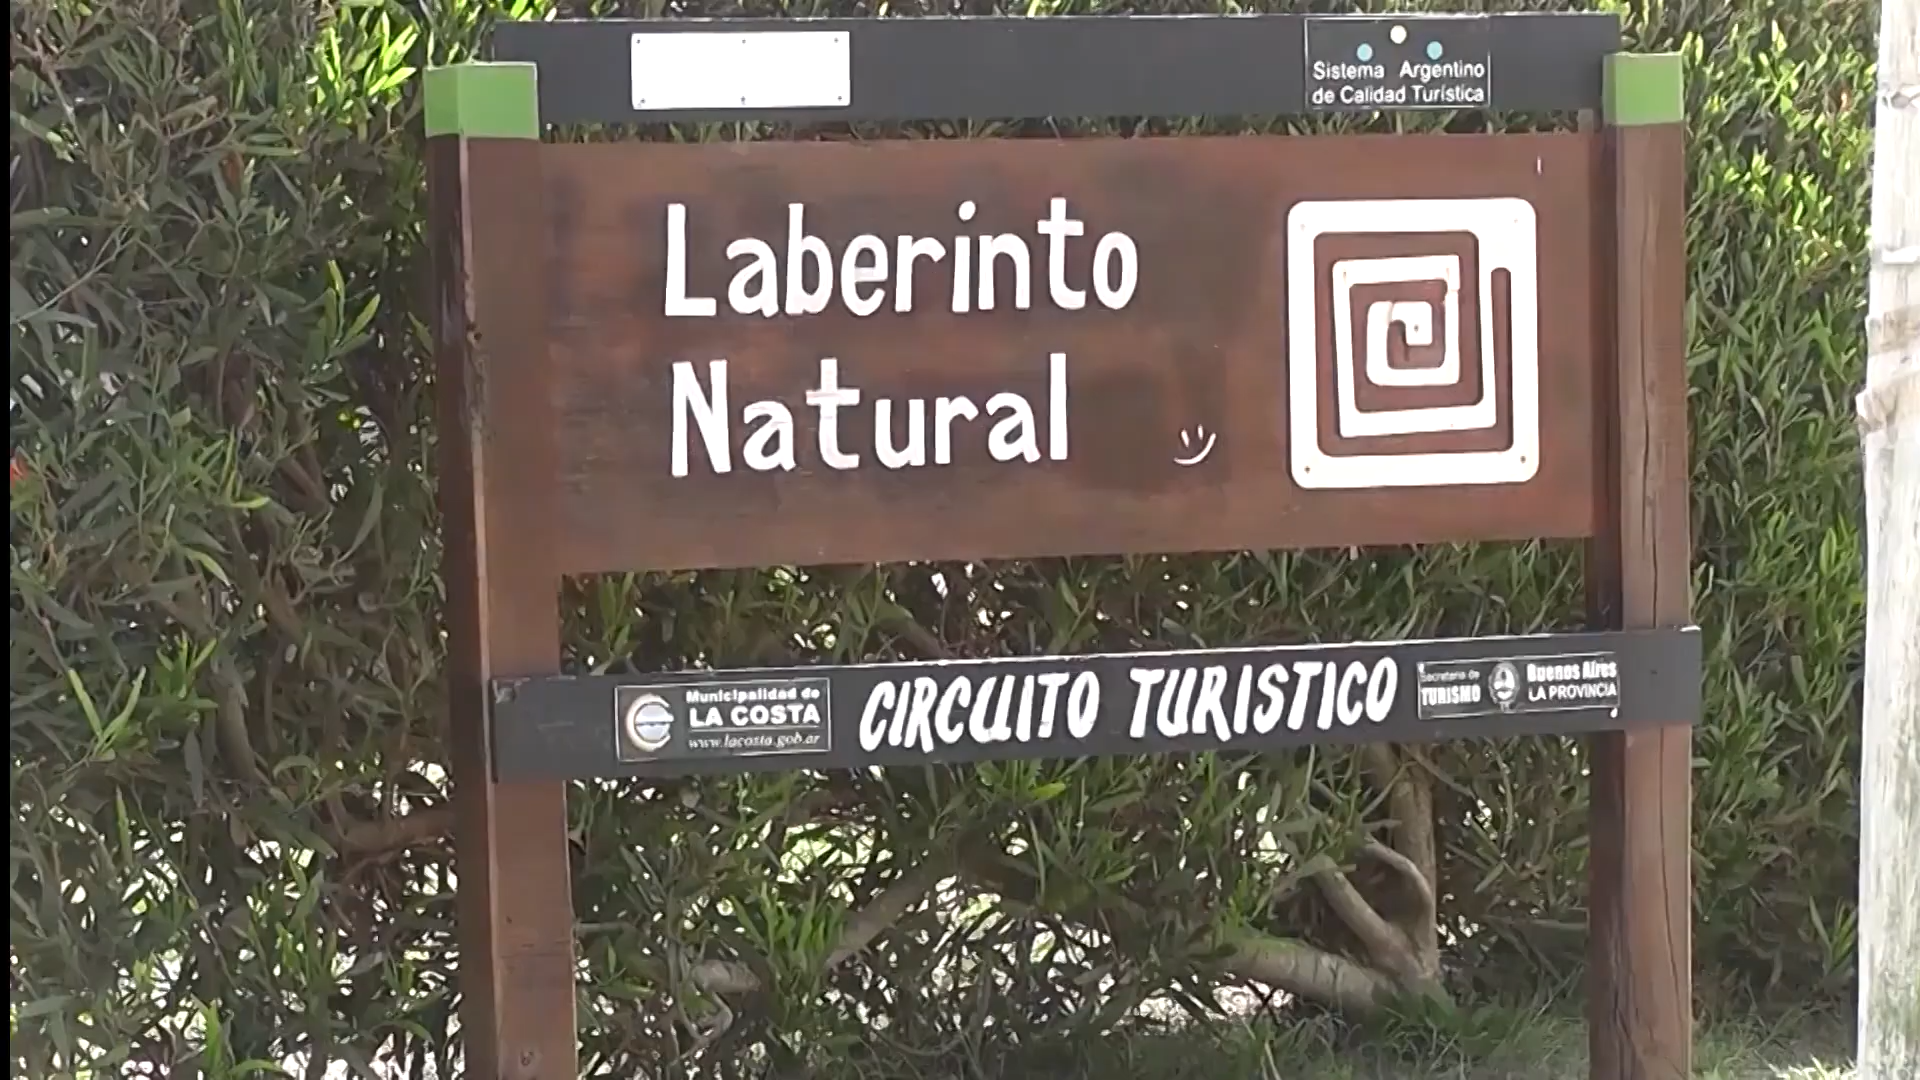 Sistema Argentino
de Calidad Turística
Laberinto
Natural
Municipalidad de
LA COSTA
www.lacosta.gob.ar
CIRCUITO TURISTICO
Secretaría de
TURISMO
Buenos Aires
LA PROVINCIA